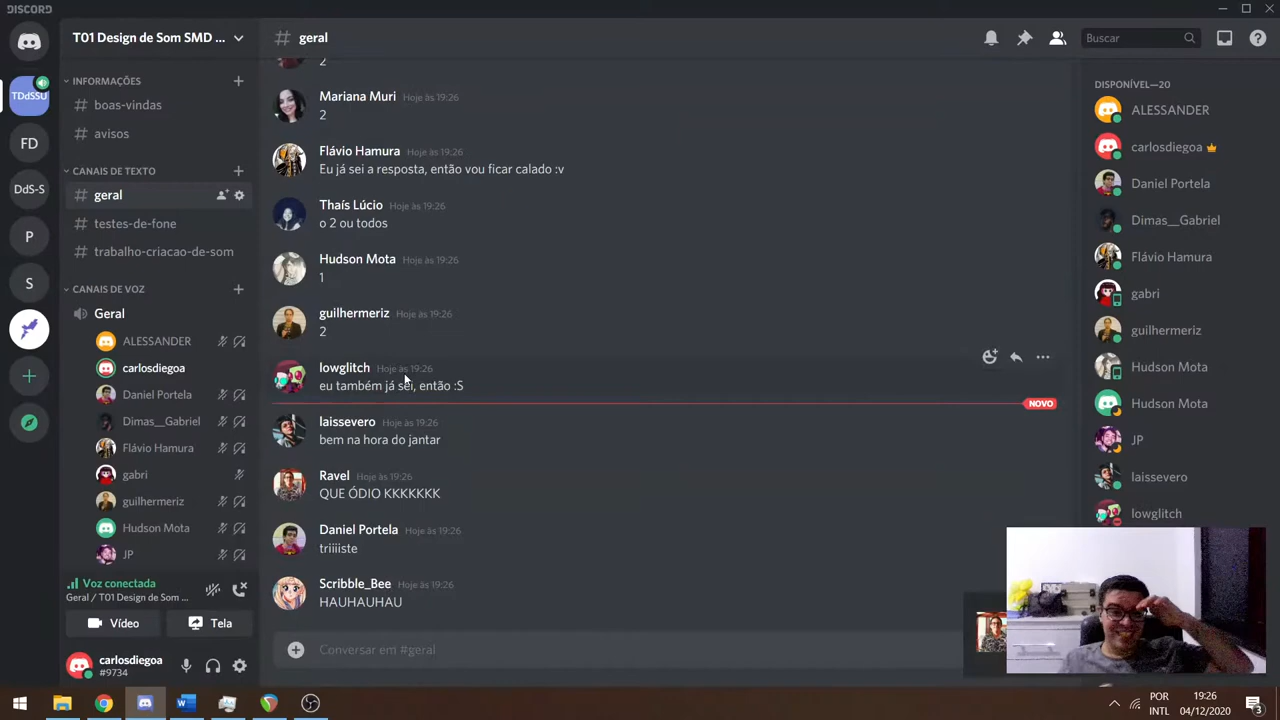 DISCORD
TDdSSU
FD
DdS-S
P
S
T01 Design de Som SMD ...
INFORMAÇÕES
boas-vindas
avisos
CANAIS DE TEXTO
geral
testes-de-fone
trabalho-criacao-de-som
CANAIS DE VOZ
Geral
ALESSANDER
carlosdiegoa
Daniel Portela
Dimas__Gabriel
Flávio Hamura
gabri
guilhermeriz
Hudson Mota
JP
Voz conectada
Geral / T01 Design de Som ...
Vídeo
Tela
carlosdiegoa
#9734
# geral
Buscar
2
Mariana Muri Hoje às 19:26
2
Flávio Hamura Hoje às 19:26
Eu já sei a resposta, então vou ficar calado :v
Thaís Lúcio Hoje às 19:26
o 2 ou todos
Hudson Mota Hoje às 19:26
1
guilhermeriz Hoje às 19:26
2
lowglitch Hoje às 19:26
eu também já sei, então :S
NOVO
laissevero Hoje às 19:26
bem na hora do jantar
Ravel Hoje às 19:26
QUE ÓDIO KKKKKKK
Daniel Portela Hoje às 19:26
triiiiste
Scribble_Bee Hoje às 19:26
HAUHAUHAU
Conversar em #geral
DISPONÍVEL—20
ALESSANDER
carlosdiegoa
Daniel Portela
Dimas__Gabriel
Flávio Hamura
gabri
guilhermeriz
Hudson Mota
Hudson Mota
JP
laissevero
lowglitch
POR
INTL
19:26
04/12/2020
3